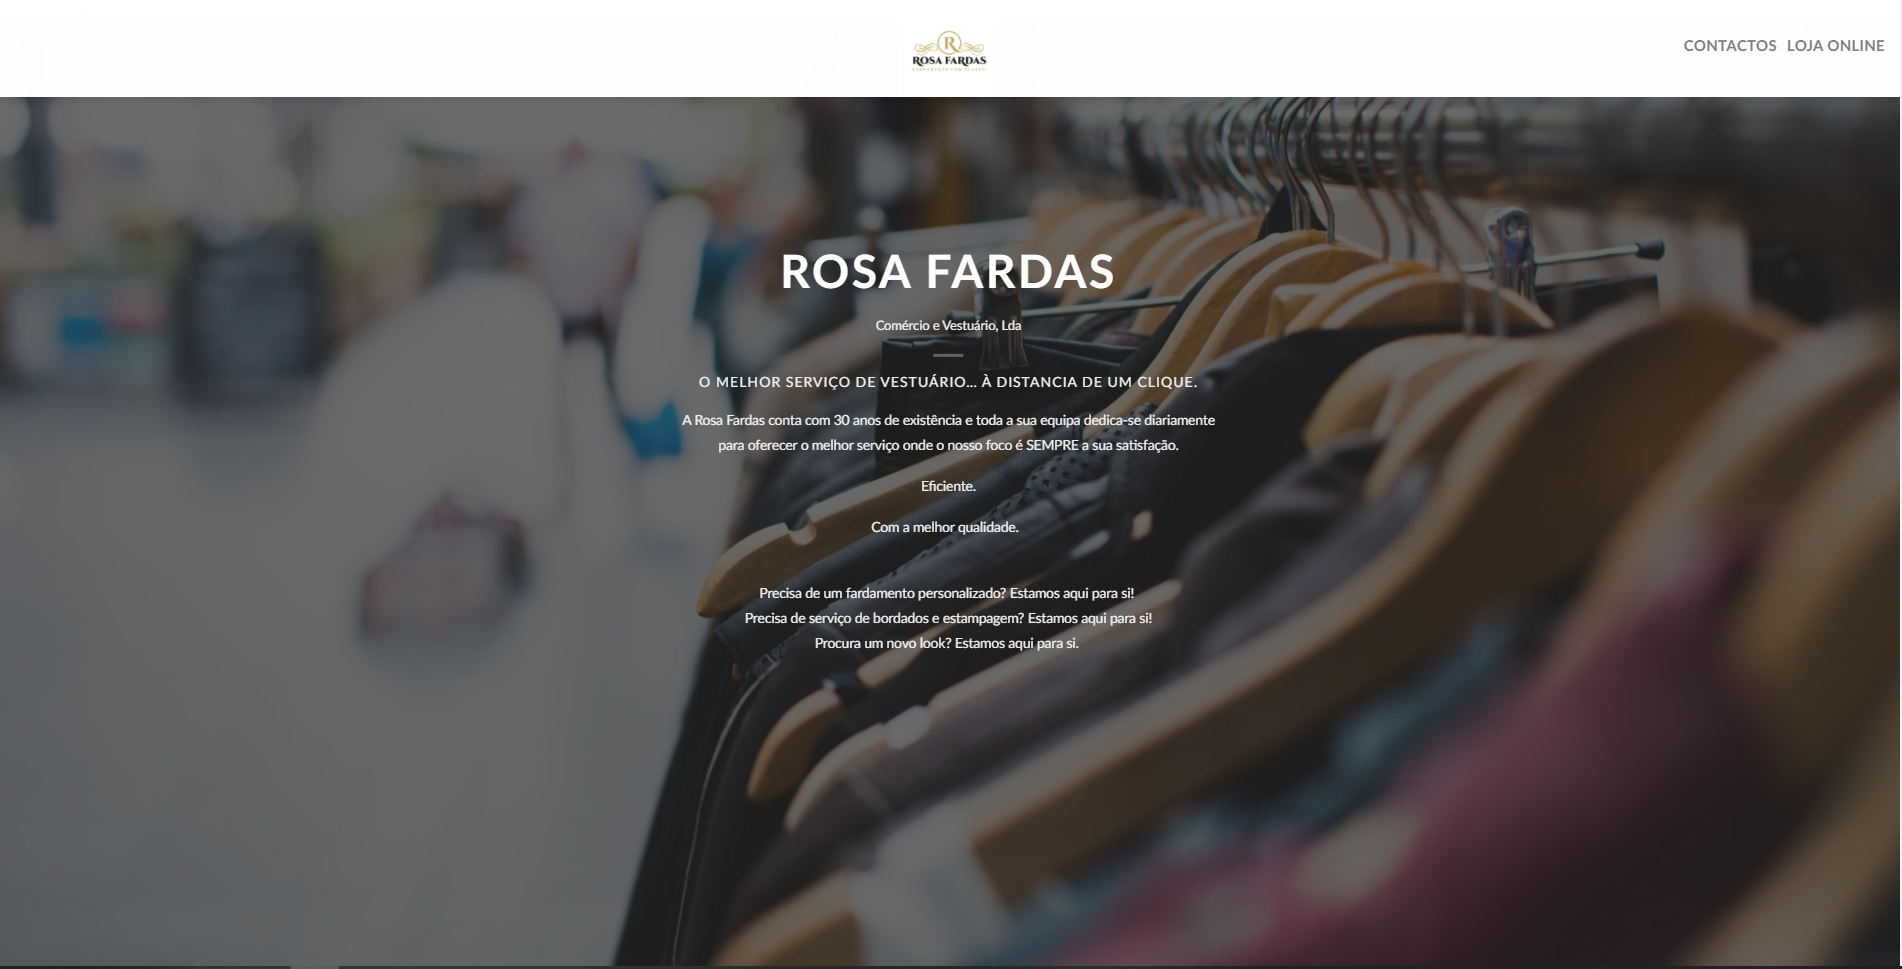 R
ROSA FARDAS
CONTACTOS LOJA ONLINE
ROSA FARDAS
Comércio e Vestuário, Lda
O MELHOR SERVIÇO DE VESTUÁRIO... À DISTANCIA DE UM CLIQUE.
A Rosa Fardas conta com 30 anos de existência e toda a sua equipa dedica-se diariamente
para oferecer o melhor serviço onde o nosso foco é SEMPRE a sua satisfação.
Eficiente.
Com a melhor qualidade.
Precisa de um fardamento personalizado? Estamos aqui para si!
Precisa de serviço de bordados e estampagem? Estamos aqui para si!
Procura um novo look? Estamos aqui para si.